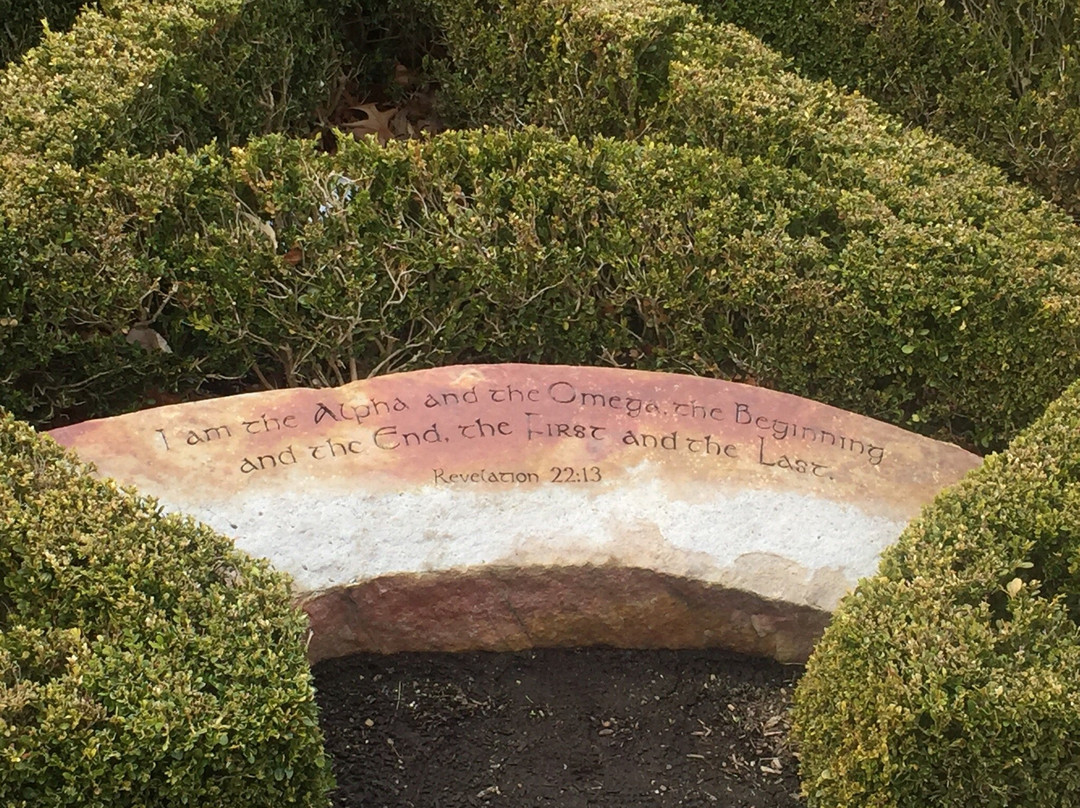 I am the Alpha and the Omega, the Beginning
and the End, the First and the Last.
Revelation 22:13